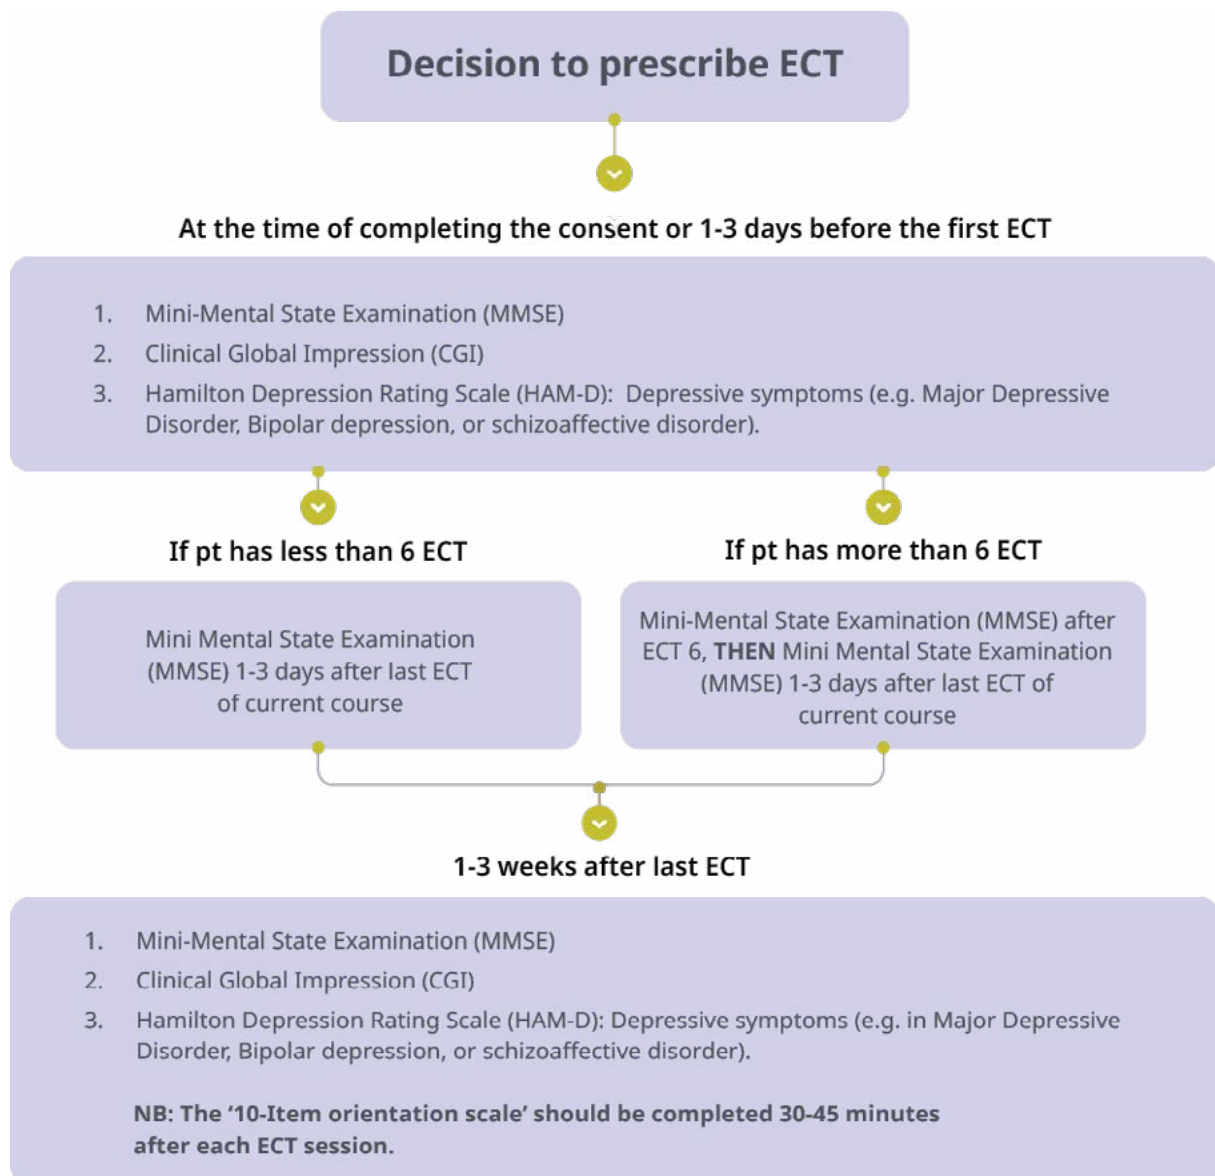 Decision to prescribe ECT
At the time of completing the consent or 1-3 days before the first ECT
1. Mini-Mental State Examination (MMSE)
2. Clinical Global Impression (CGI)
3. Hamilton Depression Rating Scale (HAM-D): Depressive symptoms (e.g. Major Depressive
Disorder, Bipolar depression, or schizoaffective disorder).
If pt has less than 6 ECT
Mini Mental State Examination
(MMSE) 1-3 days after last ECT
of current course
If pt has more than 6 ECT
Mini-Mental State Examination (MMSE) after
ECT 6, THEN Mini Mental State Examination
(MMSE) 1-3 days after last ECT of
current course
1-3 weeks after last ECT
1. Mini-Mental State Examination (MMSE)
2. Clinical Global Impression (CGI)
3. Hamilton Depression Rating Scale (HAM-D): Depressive symptoms (e.g. in Major Depressive
Disorder, Bipolar depression, or schizoaffective disorder).
NB: The ‘10-Item orientation scale’ should be completed 30-45 minutes
after each ECT session.